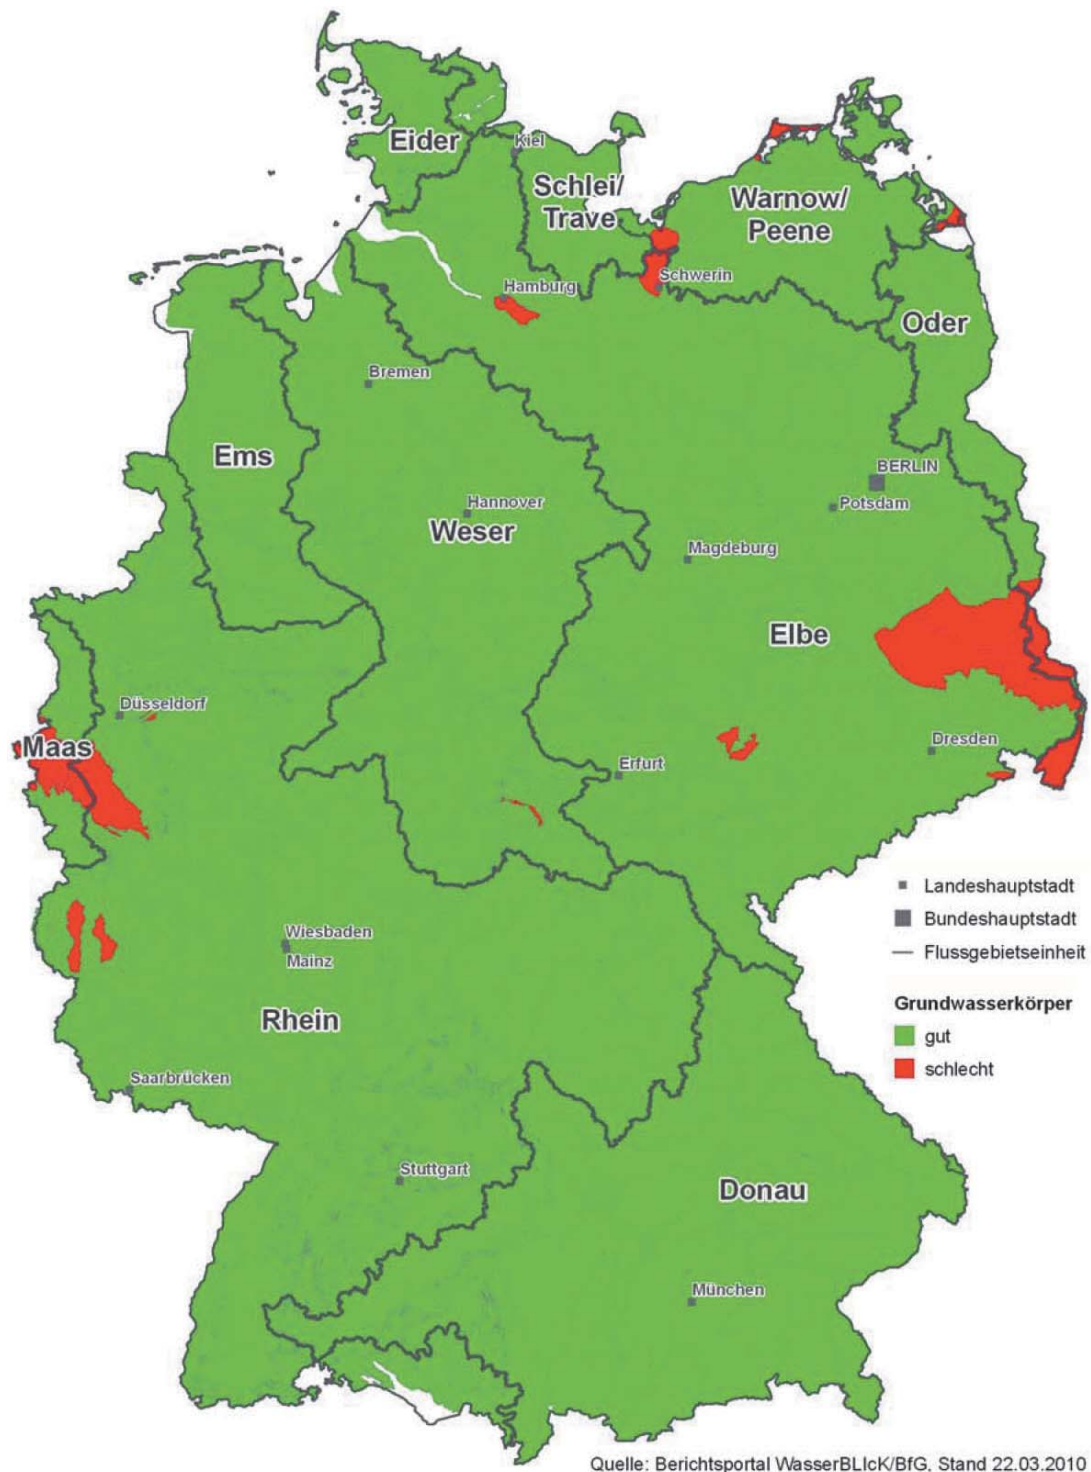 Eider
Kiel
Schlei/
Trave
Warnow/
Peene
Schwerin
Hamburg
Oder
Bremen
Ems
BERLIN
Hannover
Potsdam
Weser
Magdeburg
Elbe
Düsseldorf
Maas
Dresden
Erfurt
Landeshauptstadt
Bundeshauptstadt
Flussgebietseinheit
Wiesbaden
Mainz
Grundwasserkörper
gut
schlecht
Rhein
Saarbrücken
Stuttgart
Donau
München
Quelle: Berichtsportal WasserBLIcK/BfG, Stand 22.03.2010